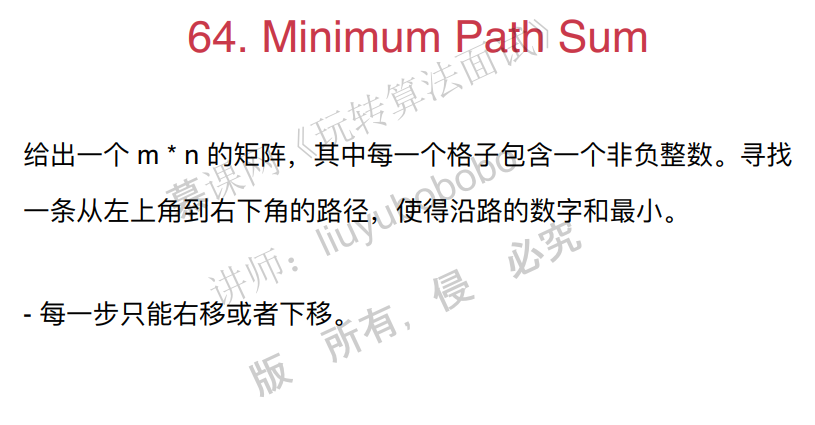 64. Minimum Path Sum
给出一个 m * n 的矩阵，其中每一个格子包含一个非负整数。寻找
一条从左上角到右下角的路径，使得沿路的数字和最小。
- 每一步只能右移或者下移。
慕课网《玩转算法面试》
讲师：liuyubobobo
版 所有，侵 必究